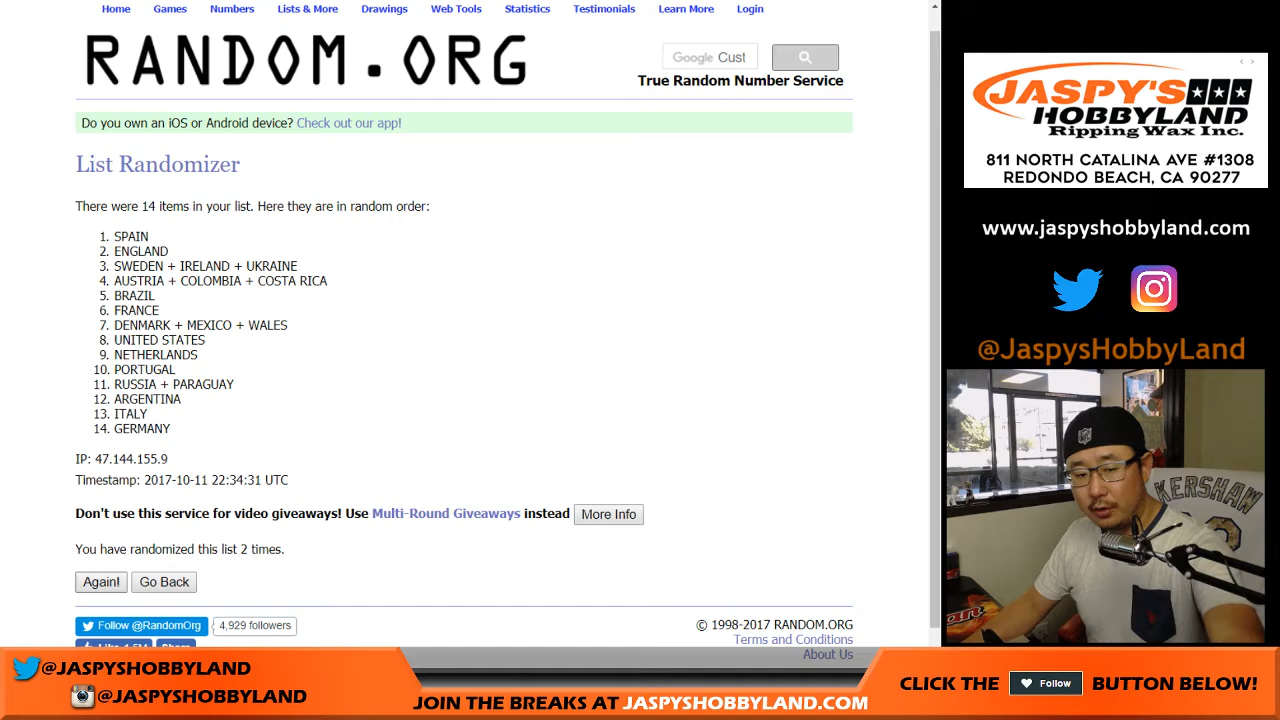 Home Games Numbers Lists & More Drawings Web Tools Statistics Testimonials Learn More Login
RANDOM.ORG
Google Cust
True Random Number Service
Do you own an iOS or Android device? Check out our app!
List Randomizer
There were 14 items in your list. Here they are in random order:
1. SPAIN
2. ENGLAND
3. SWEDEN + IRELAND + UKRAINE
4. AUSTRIA + COLOMBIA + COSTA RICA
5. BRAZIL
6. FRANCE
7. DENMARK + MEXICO + WALES
8. UNITED STATES
9. NETHERLANDS
10. PORTUGAL
11. RUSSIA + PARAGUAY
12. ARGENTINA
13. ITALY
14. GERMANY
IP: 47.144.155.9
Timestamp: 2017-10-11 22:34:31 UTC
Don't use this service for video giveaways! Use Multi-Round Giveaways instead More Info
You have randomized this list 2 times.
Again! Go Back
Follow @RandomOrg 4,929 followers
© 1998-2017 RANDOM.ORG
Terms and Conditions
About Us
JASPY'S
HOBBYLAND
Ripping Wax Inc.
811 NORTH CATALINA AVE #1308
REDONDO BEACH, CA 90277
www.jaspyshobbyland.com
@JaspysHobbyLand
KERSHAW
@JASPYSHOBBYLAND
@JASPYSHOBBYLAND
JOIN THE BREAKS AT JASPYSHOBBYLAND.COM
CLICK THE Follow BUTTON BELOW!